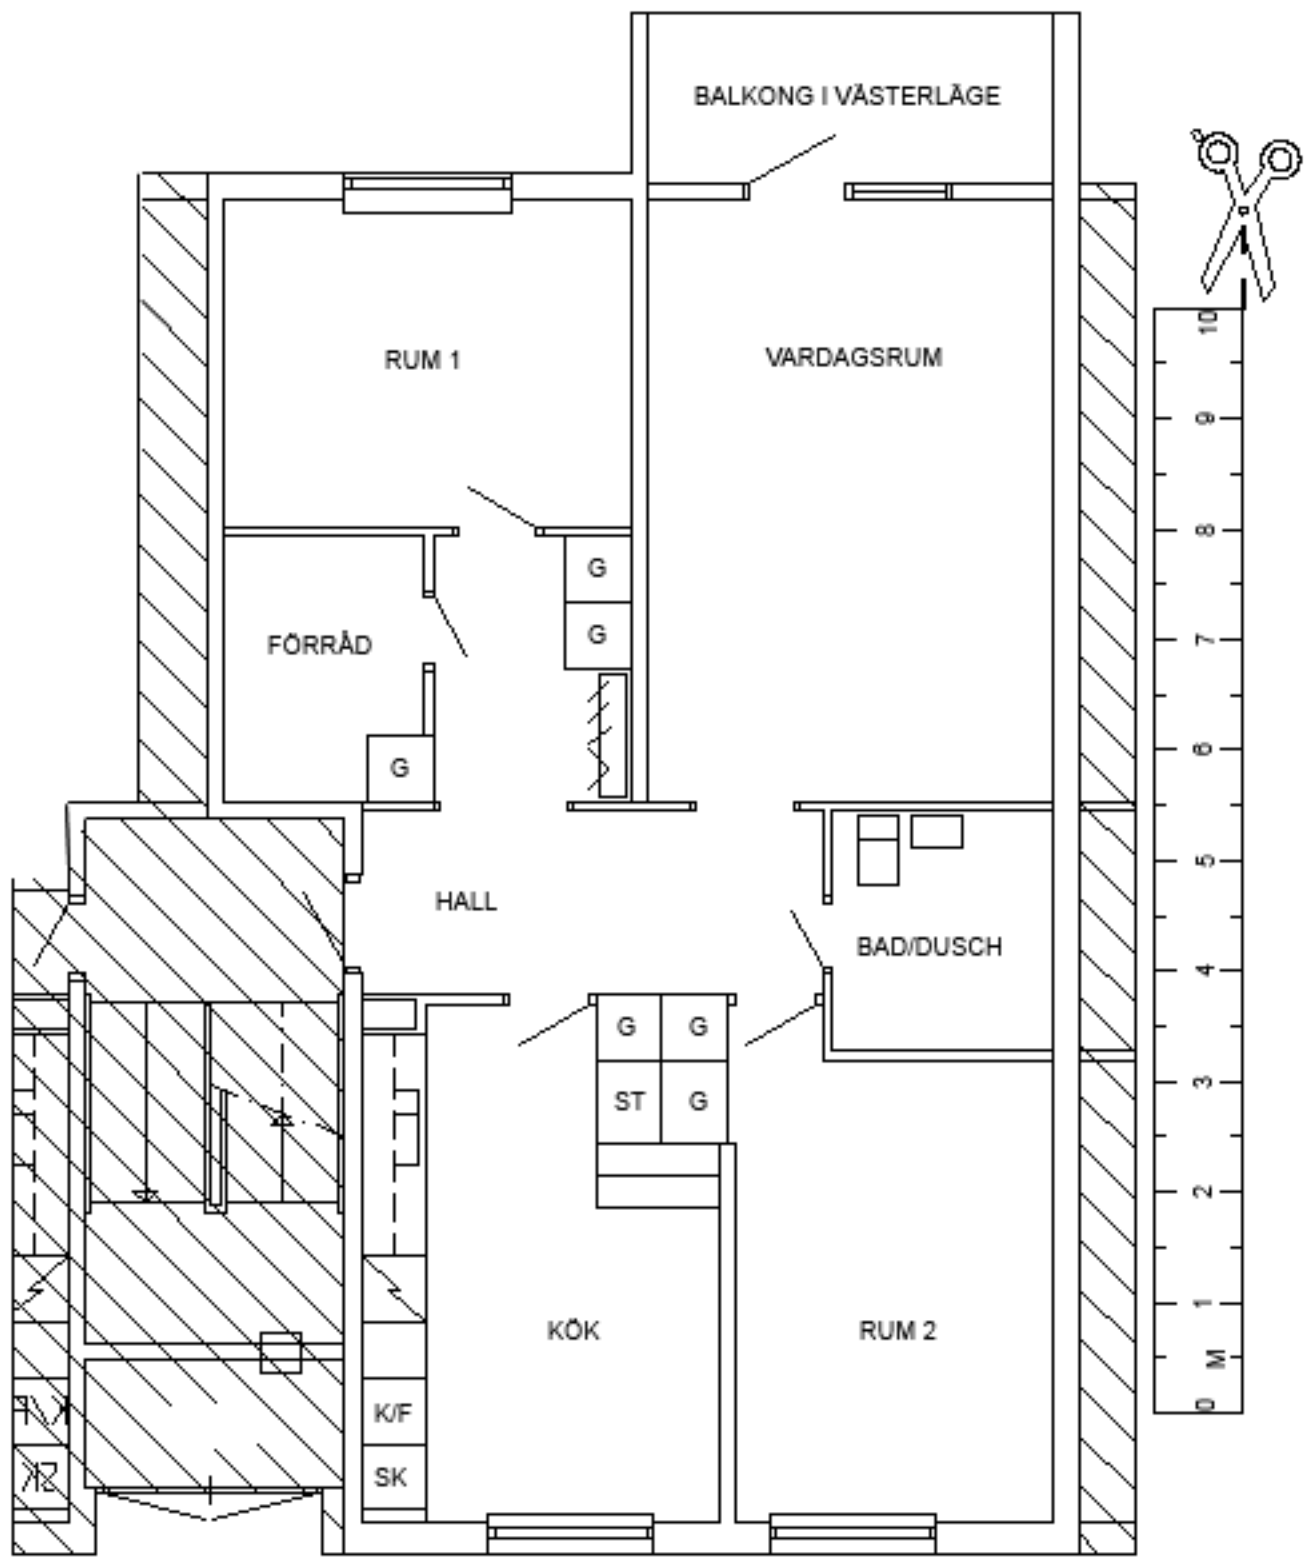 BALKONG I VÄSTERLÄGE
RUM 1
VARDAGSRUM
G
G
FÖRRÅD
G
HALL
BAD/DUSCH
G
G
ST
G
KÖK
RUM 2
K/F
SK
K/F
SK
10
9
8
7
6
5
4
3
2
1
M
0